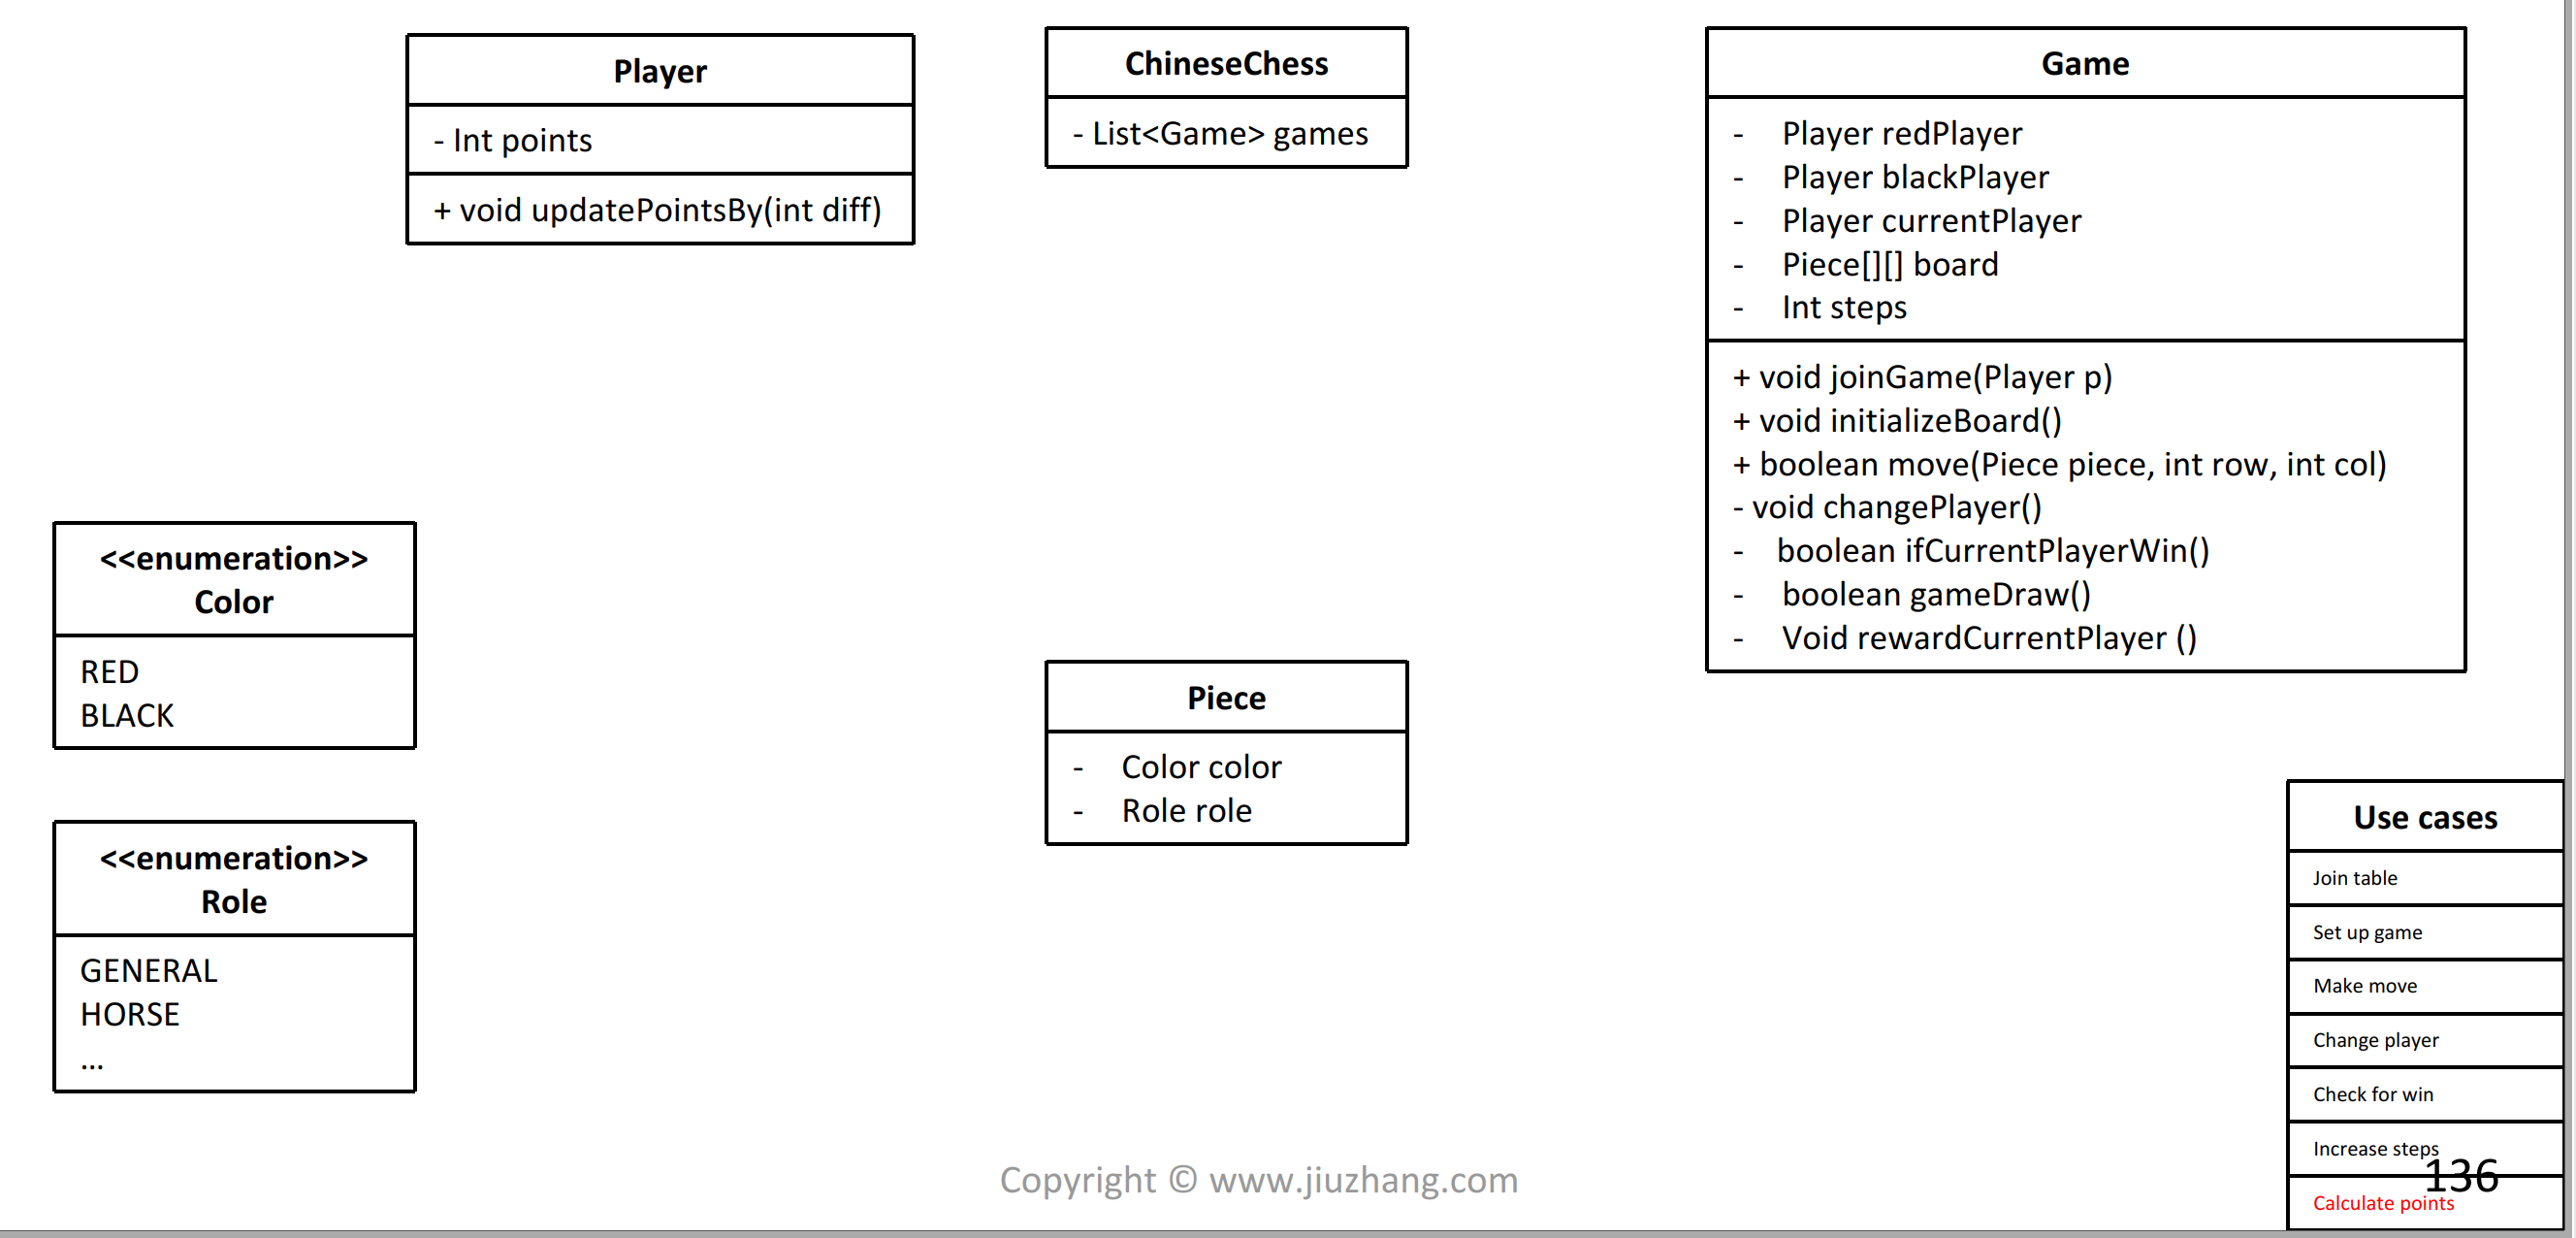 Player
- Int points
+ void updatePointsBy(int diff)
ChineseChess
- List<Game> games
Game
- Player redPlayer
- Player blackPlayer
- Player currentPlayer
- Piece[][] board
- Int steps
+ void joinGame(Player p)
+ void initializeBoard()
+ boolean move(Piece piece, int row, int col)
- void changePlayer()
- boolean ifCurrentPlayerWin()
- boolean gameDraw()
- Void rewardCurrentPlayer ()
<<enumeration>>
Color
RED
BLACK
<<enumeration>>
Role
GENERAL
HORSE
...
Piece
- Color color
- Role role
Use cases
Join table
Set up game
Make move
Change player
Check for win
Increase steps
Calculate points
Copyright © www.jiuzhang.com
136